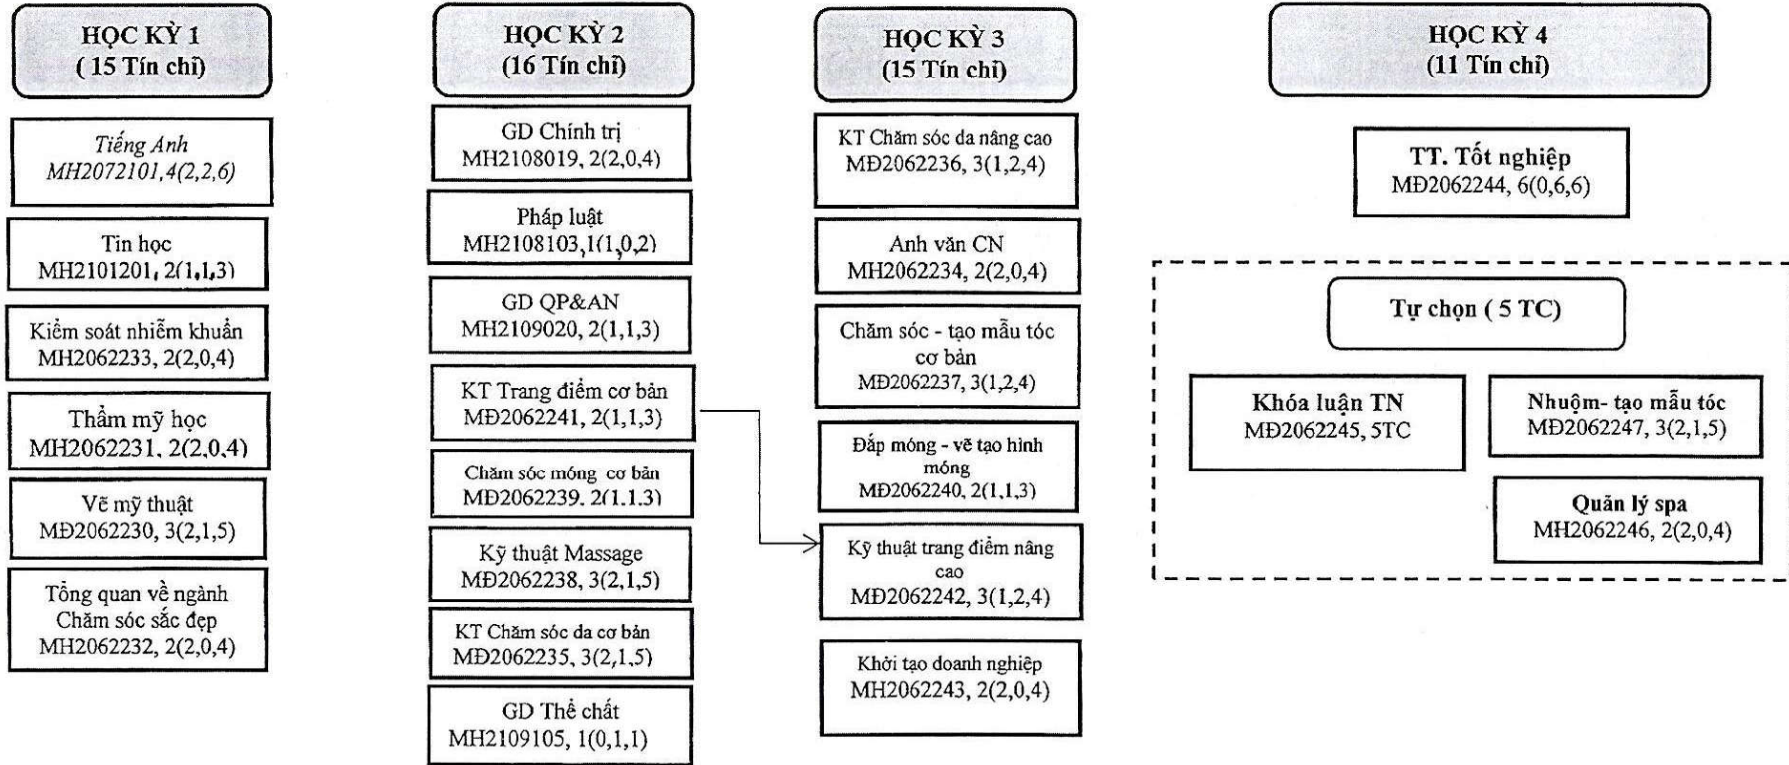 HỌC KỲ 1
( 15 Tín chỉ)
Tiếng Anh
MH2072101,4(2,2,6)
Tin học
MH2101201, 2(1,1,3)
Kiểm soát nhiễm khuẩn
MH2062233, 2(2,0,4)
Thẩm mỹ học
MH2062231, 2(2,0,4)
Vẽ mỹ thuật
MĐ2062230, 3(2,1,5)
Tổng quan về ngành
Chăm sóc sắc đẹp
MH2062232, 2(2,0,4)
HỌC KỲ 2
(16 Tín chỉ)
GD Chính trị
MH2108019, 2(2,0,4)
Pháp luật
MH2108103,1(1,0,2)
GD QP&AN
MH2109020, 2(1,1,3)
KT Trang điểm cơ bản
MĐ2062241, 2(1,1,3)
Chăm sóc móng cơ bản
MĐ2062239. 2(1.1.3)
Kỹ thuật Massage
MĐ2062238, 3(2,1,5)
KT Chăm sóc da cơ bản
MĐ2062235, 3(2,1,5)
GD Thể chất
MH2109105, 1(0,1,1)
HỌC KỲ 3
(15 Tín chỉ)
KT Chăm sóc da nâng cao
MĐ2062236, 3(1,2,4)
Anh văn CN
MH2062234, 2(2,0,4)
Chăm sóc - tạo mẫu tóc
cơ bản
MĐ2062237, 3(1,2,4)
Đắp móng - vẽ tạo hình
móng
MĐ2062240, 2(1,1,3)
Kỹ thuật trang điểm nâng
cao
MĐ2062242, 3(1,2,4)
Khởi tạo doanh nghiệp
MH2062243, 2(2,0,4)
HỌC KỲ 4
(11 Tín chỉ)
TT. Tốt nghiệp
MĐ2062244, 6(0,6,6)
Tự chọn ( 5 TC)
Khóa luận TN
MĐ2062245, 5TC
Nhuộm- tạo mẫu tóc
MĐ2062247, 3(2,1,5)
Quản lý spa
MH2062246, 2(2,0,4)